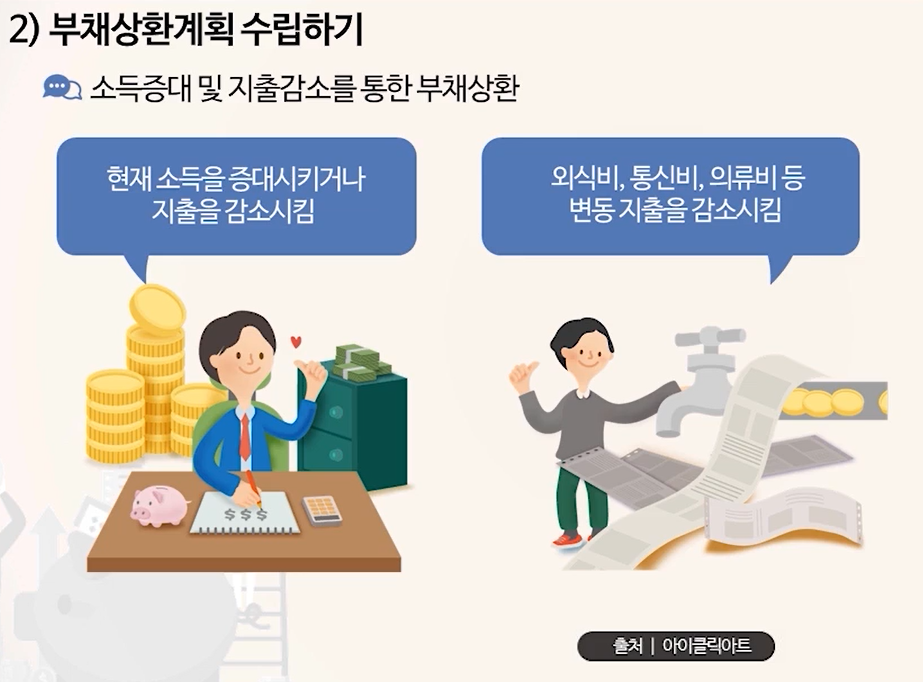 2) 부채상환계획 수립하기
소득증대 및 지출감소를 통한 부채상환
현재 소득을 증대시키거나
지출을 감소시킴
외식비, 통신비, 의류비 등
변동 지출을 감소시킴
$ $ $
출처 | 아이클릭아트